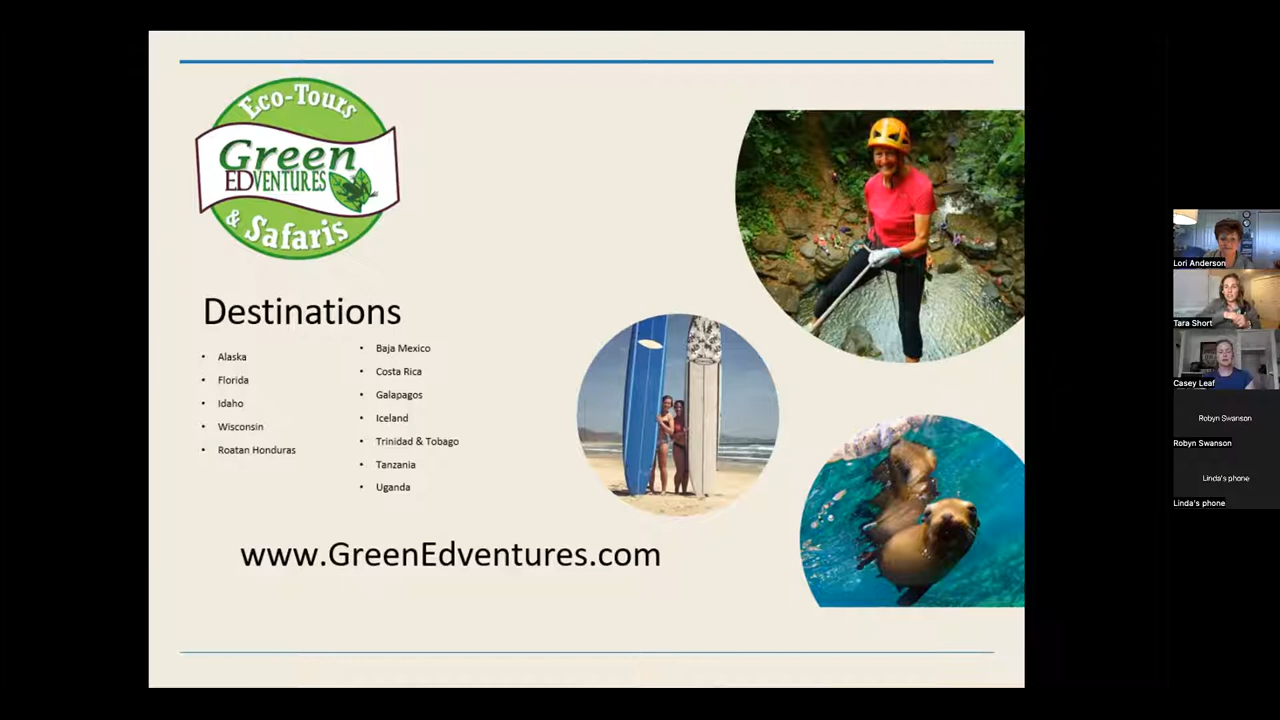 Eco-Tours
Green
EDVENTURES
& Safaris
Destinations
• Alaska
• Florida
• Idaho
• Wisconsin
• Roatan Honduras
• Baja Mexico
• Costa Rica
• Galapagos
• Iceland
• Trinidad & Tobago
• Tanzania
• Uganda
www.GreenEdventures.com
Lori Anderson
Tara Short
Casey Leaf
Robyn Swanson
Robyn Swanson
Linda's phone
Linda's phone